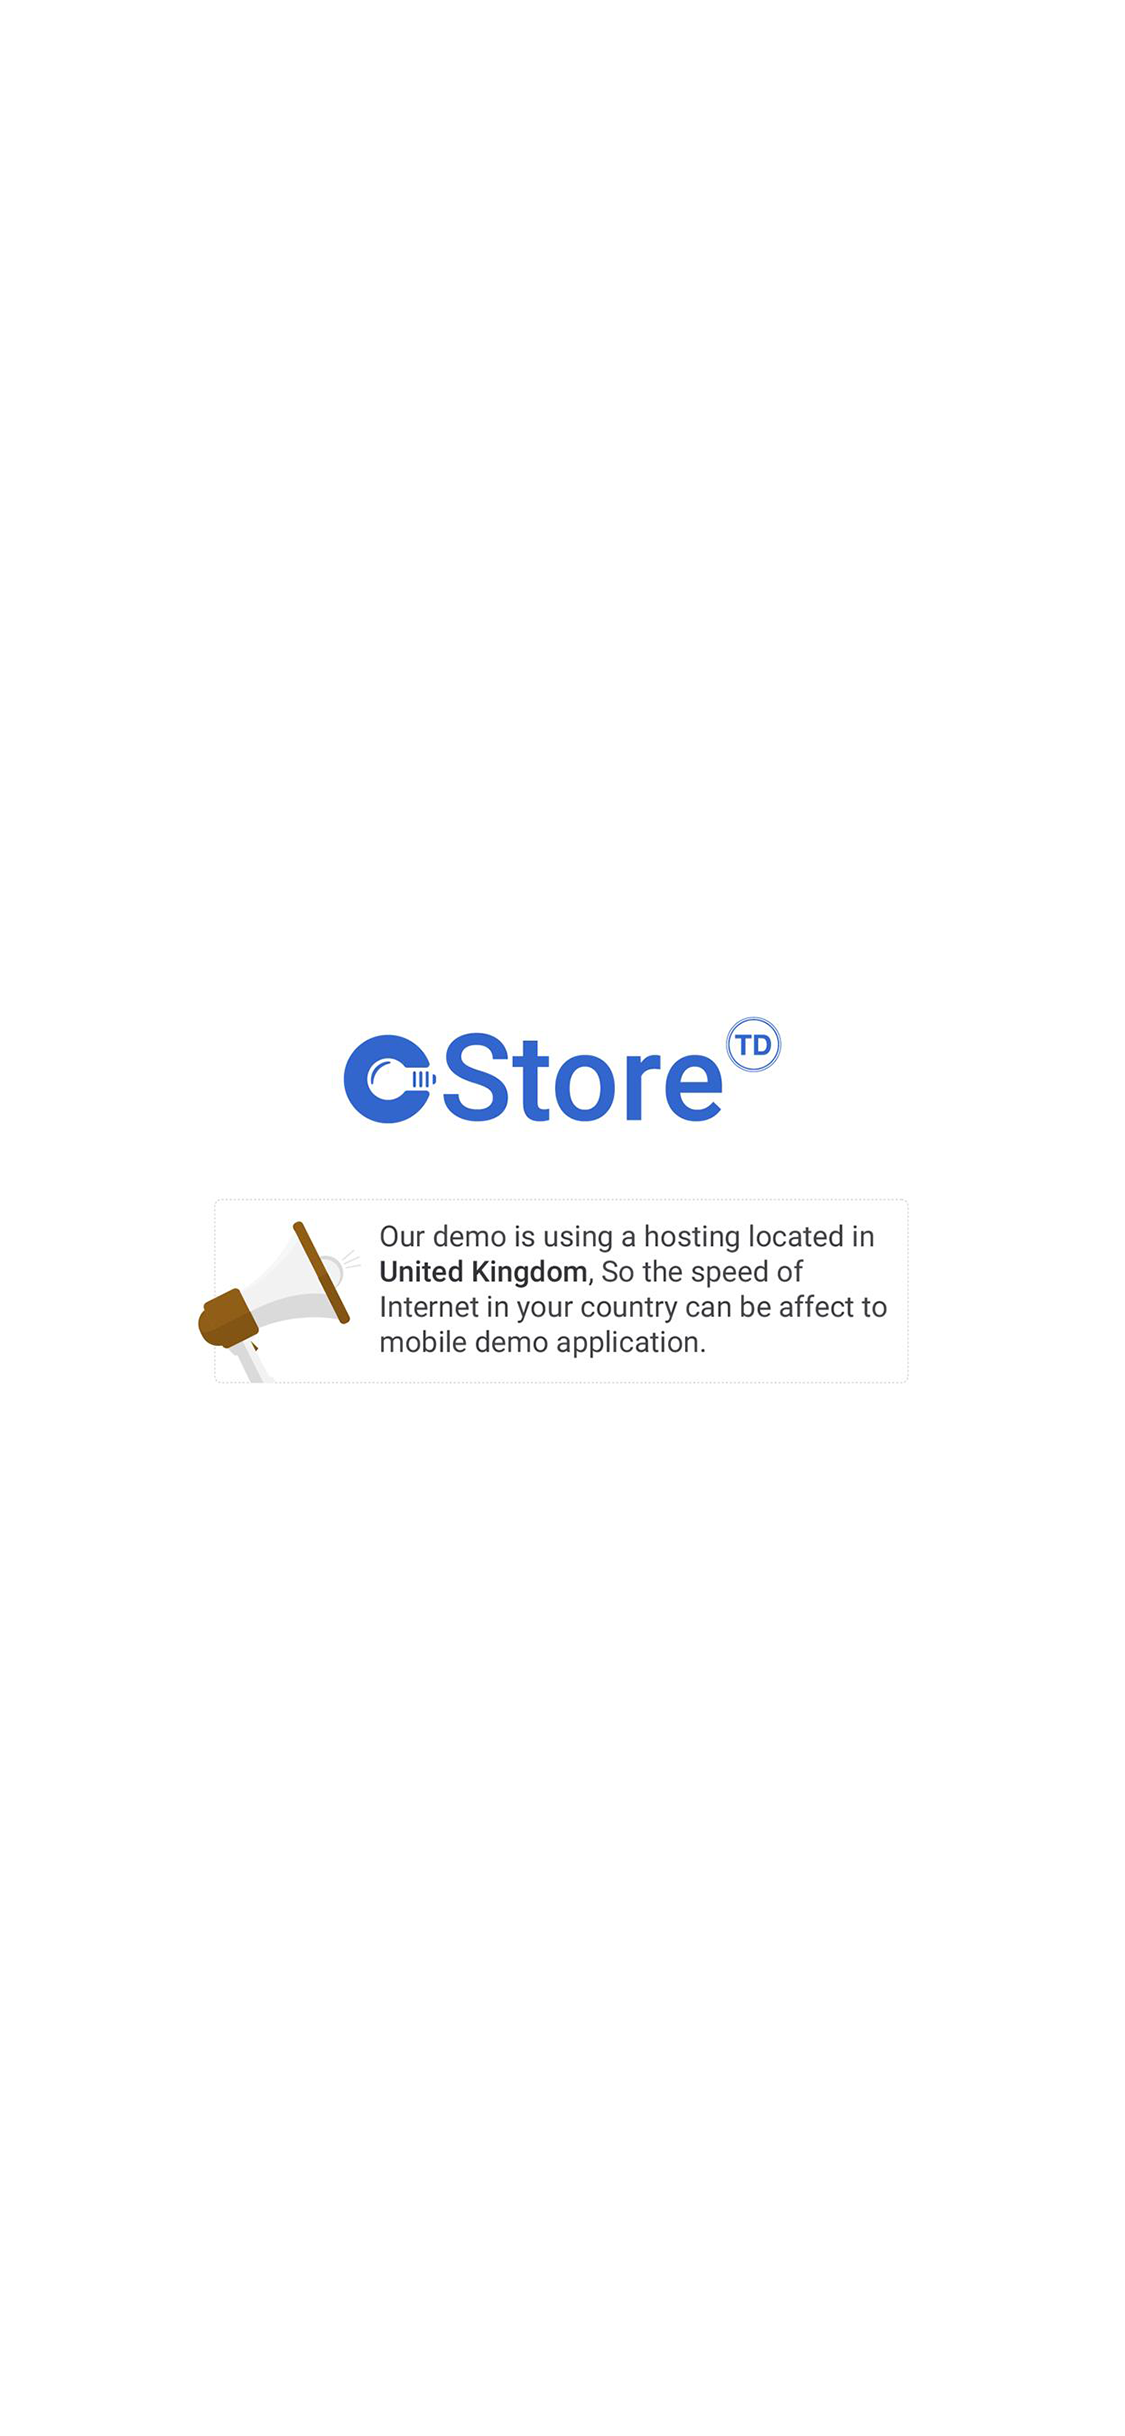 CStore TD
Our demo is using a hosting located in
United Kingdom, So the speed of
Internet in your country can be affect to
mobile demo application.